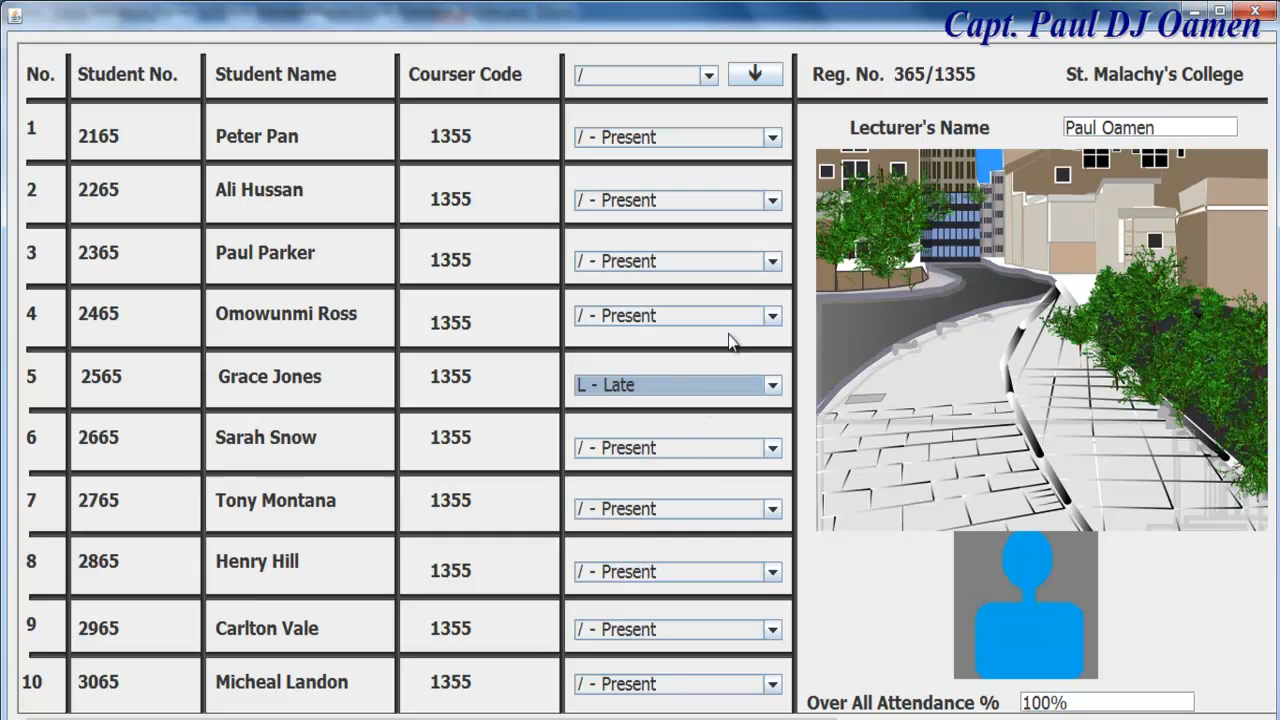 Capt. Paul DJ Oamen
No. Student No. Student Name Courser Code / Reg. No. 365/1355 St. Malachy's College
Lecturer's Name Paul Oamen
1 2165 Peter Pan 1355 / - Present
2 2265 Ali Hussan 1355 / - Present
3 2365 Paul Parker 1355 / - Present
4 2465 Omowunmi Ross 1355 / - Present
5 2565 Grace Jones 1355 L - Late
6 2665 Sarah Snow 1355 / - Present
7 2765 Tony Montana 1355 / - Present
8 2865 Henry Hill 1355 / - Present
9 2965 Carlton Vale 1355 / - Present
10 3065 Micheal Landon 1355 / - Present
Over All Attendance % 100%